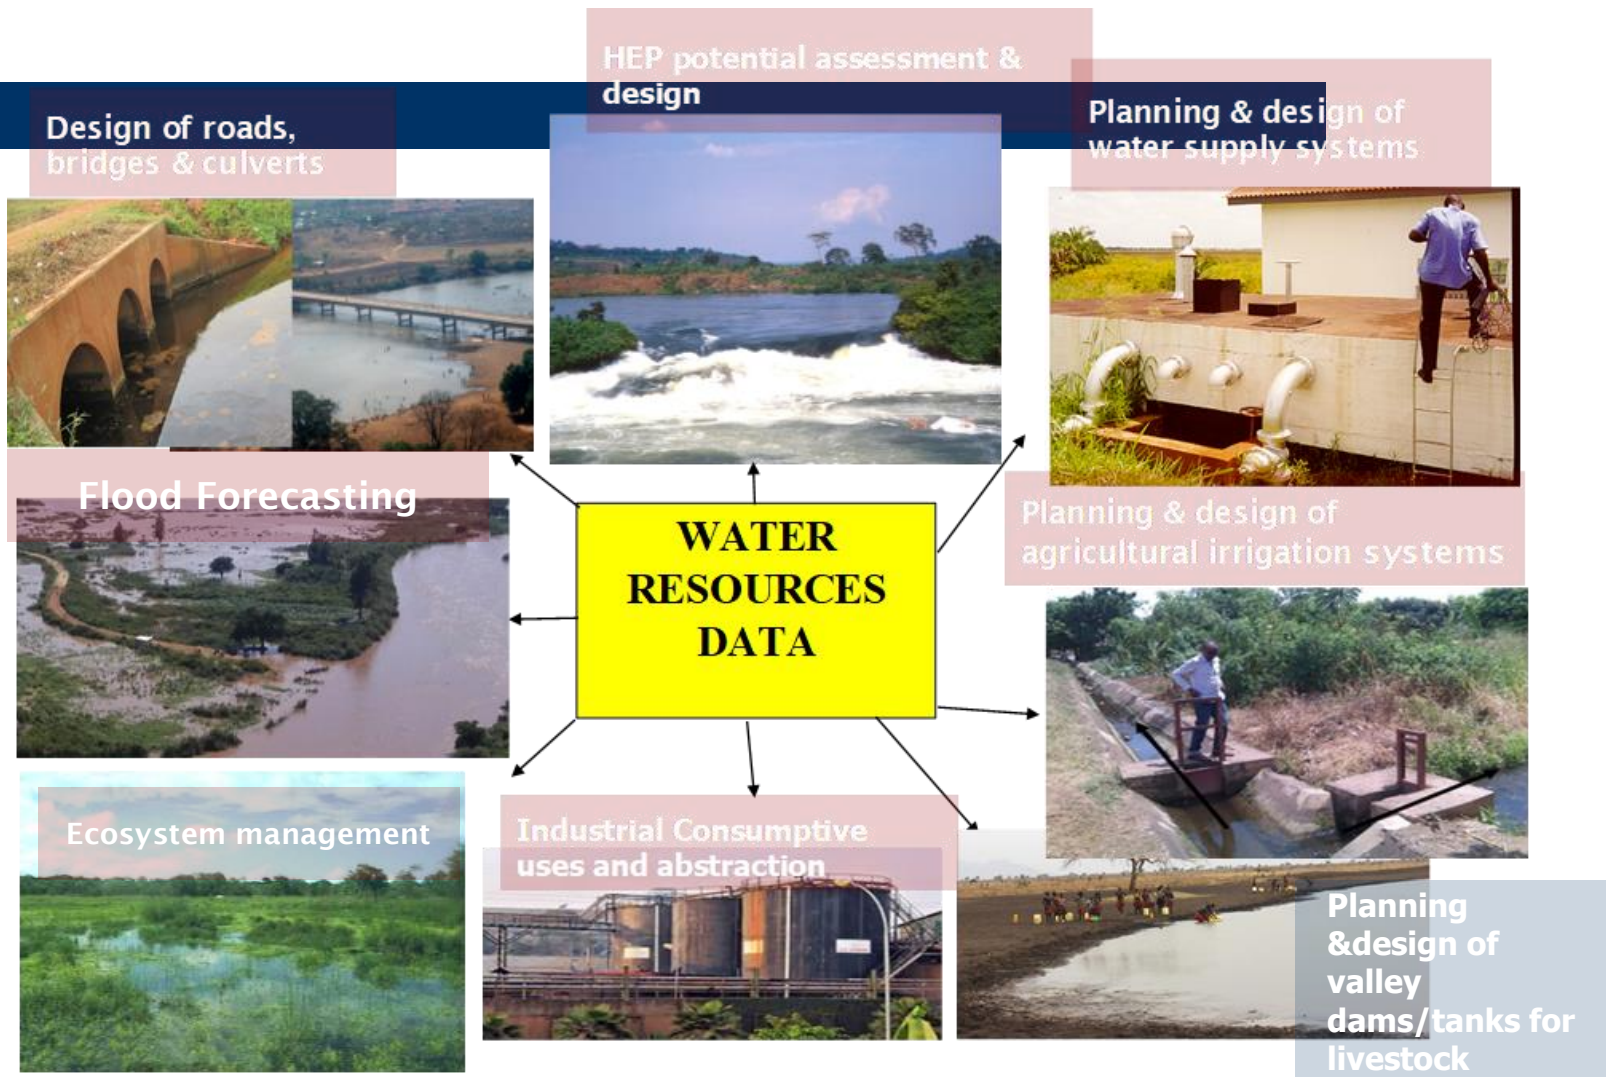 HEP potential assessment &
design
Design of roads,
bridges & culverts
Planning & design of
water supply systems
Flood Forecasting
WATER
RESOURCES
DATA
Planning & design of
agricultural irrigation systems
Ecosystem management
Industrial Consumptive
uses and abstraction
Planning
&design of
valley
dams/tanks for
livestock